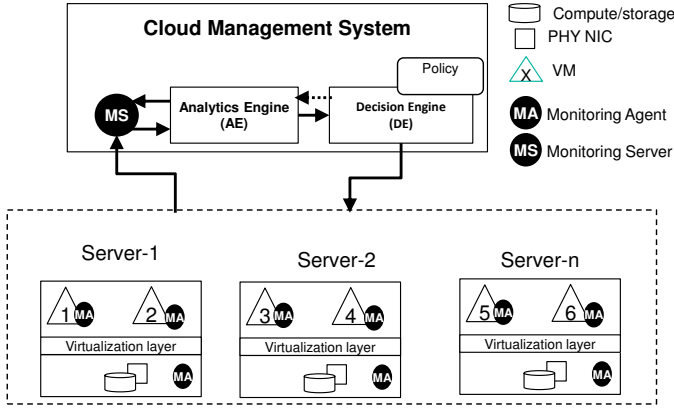 Cloud Management System
Policy
MS
Analytics Engine
(AE)
Decision Engine
(DE)
Compute/storage
PHY NIC
X VM
MA Monitoring Agent
MS Monitoring Server
Server-1
Server-2
Server-n
1 MA 2 MA
Virtualization layer
MA
3 MA 4 MA
Virtualization layer
MA
5 MA 6 MA
Virtualization layer
MA